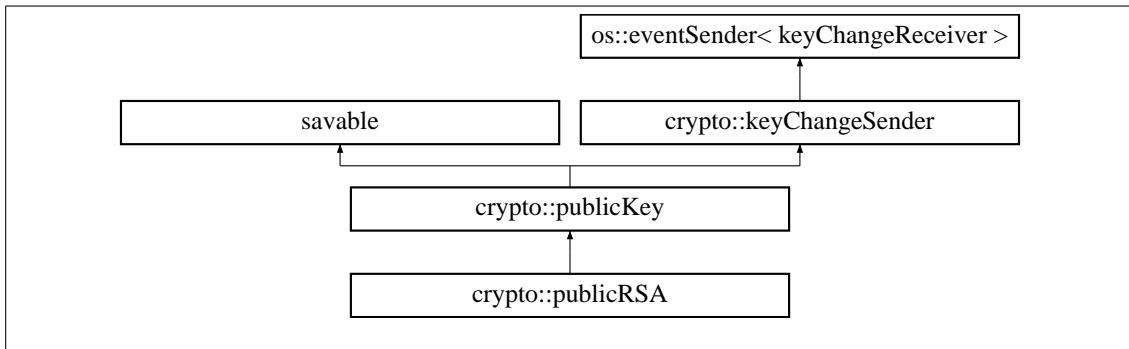 os::eventSender< keyChangeReceiver >
savable
crypto::keyChangeSender
crypto::publicKey
crypto::publicRSA